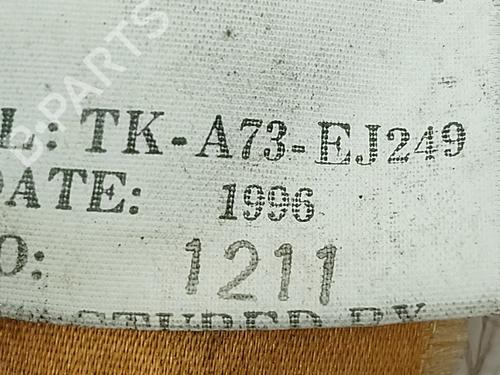 L: TK-A73-EJ249
DATE: 1996
O: 1211
B-PARTS